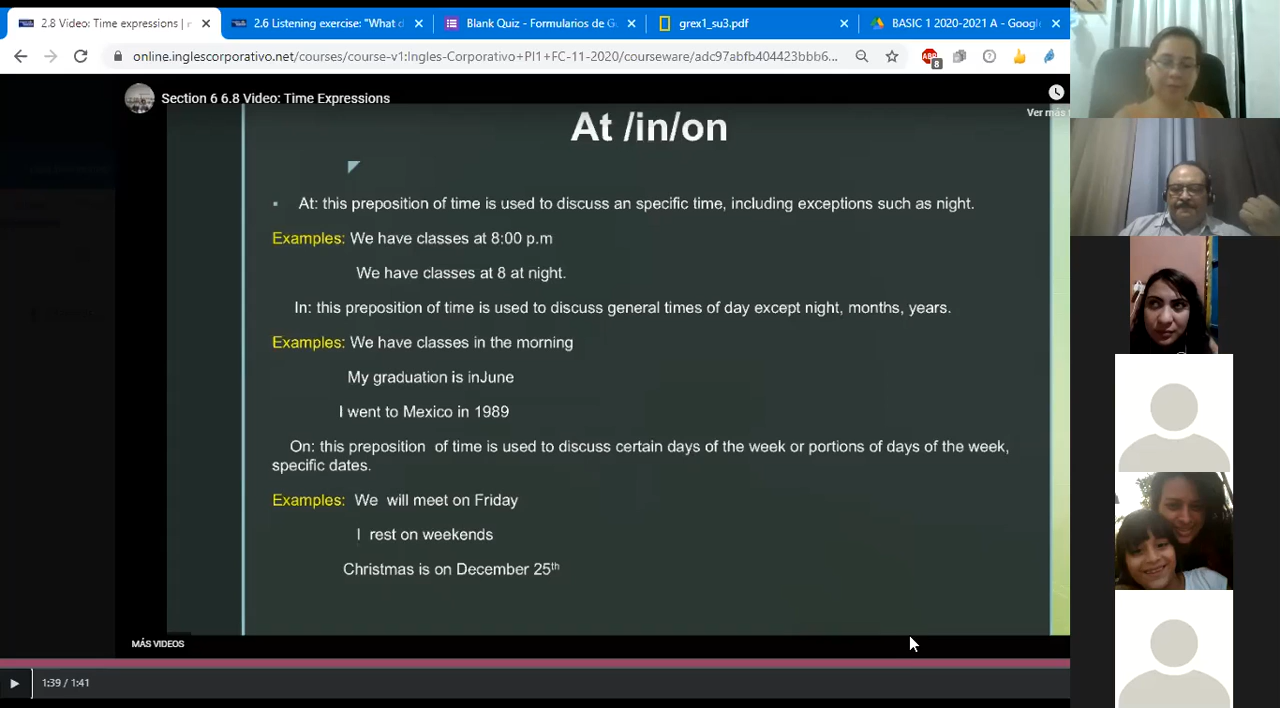 2.8 Video: Time expressions |
2.6 Listening exercise: "What d
Blank Quiz - Formularios de G
grex1_su3.pdf
BASIC 1 2020-2021 A - Google
online.inglescorporativo.net/courses/course-v1:Ingles-Corporativo+PI1+FC-11-2020/courseware/adc97abfb404423bbb6...
8
Section 6 6.8 Video: Time Expressions
Ver más
At /in/on
At: this preposition of time is used to discuss an specific time, including exceptions such as night.
Examples: We have classes at 8:00 p.m
We have classes at 8 at night.
In: this preposition of time is used to discuss general times of day except night, months, years.
Examples: We have classes in the morning
My graduation is inJune
I went to Mexico in 1989
On: this preposition of time is used to discuss certain days of the week or portions of days of the week,
specific dates.
Examples: We will meet on Friday
I rest on weekends
Christmas is on December 25th
MÁS VIDEOS
1:39 / 1:41